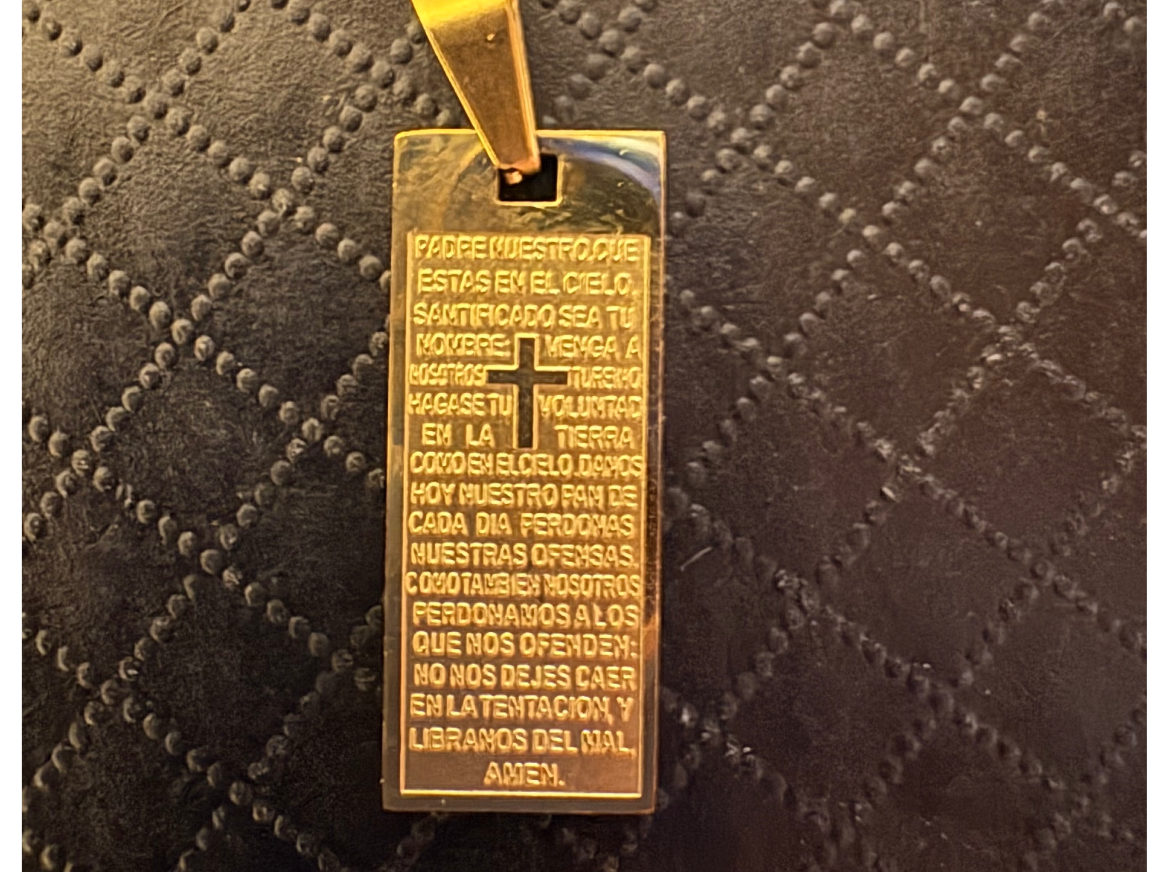 PADRE NUESTRO, QUE
ESTAS EN EL CIELO,
SANTIFICADO SEA TU
NOMBRE; VENGA A
NOSOTROS TU REINO
HAGASE TU VOLUNTAD
EN LA TIERRA
COMO EN EL CIELO. DANOS
HOY NUESTRO PAN DE
CADA DIA PERDONAS
NUESTRAS OFENSAS.
COMO TAMBIEN NOSOTROS
PERDONAMOS A LOS
QUE NOS OFENDEN:
NO NOS DEJES CAER
EN LA TENTACION, Y
LIBRANOS DEL MAL,
AMEN.